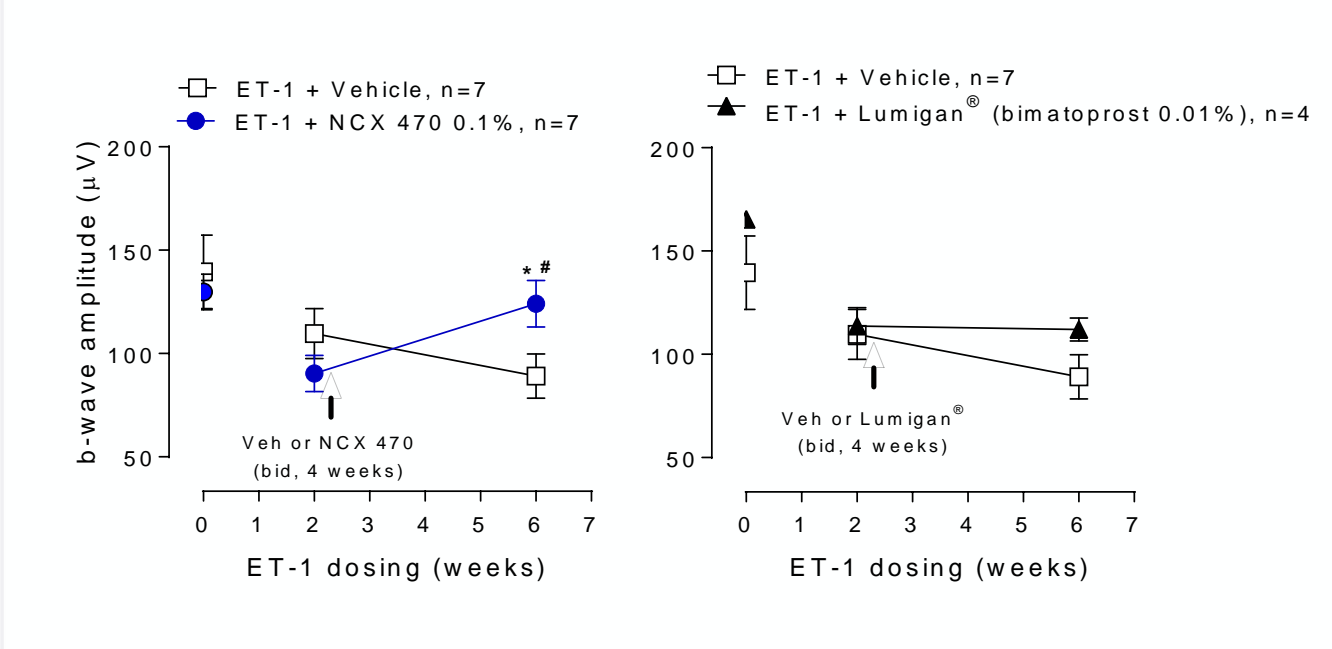 ET-1 + Vehicle, n=7
ET-1 + NCX 470 0.1%, n=7
b-wave amplitude (μV)
200
150
100
50
* #
Veh or NCX 470
(bid, 4 weeks)
0 1 2 3 4 5 6 7
ET-1 dosing (weeks)
ET-1 + Vehicle, n=7
ET-1 + Lumigan® (bimatoprost 0.01%), n=4
200
150
100
50
Veh or Lumigan®
(bid, 4 weeks)
0 1 2 3 4 5 6 7
ET-1 dosing (weeks)